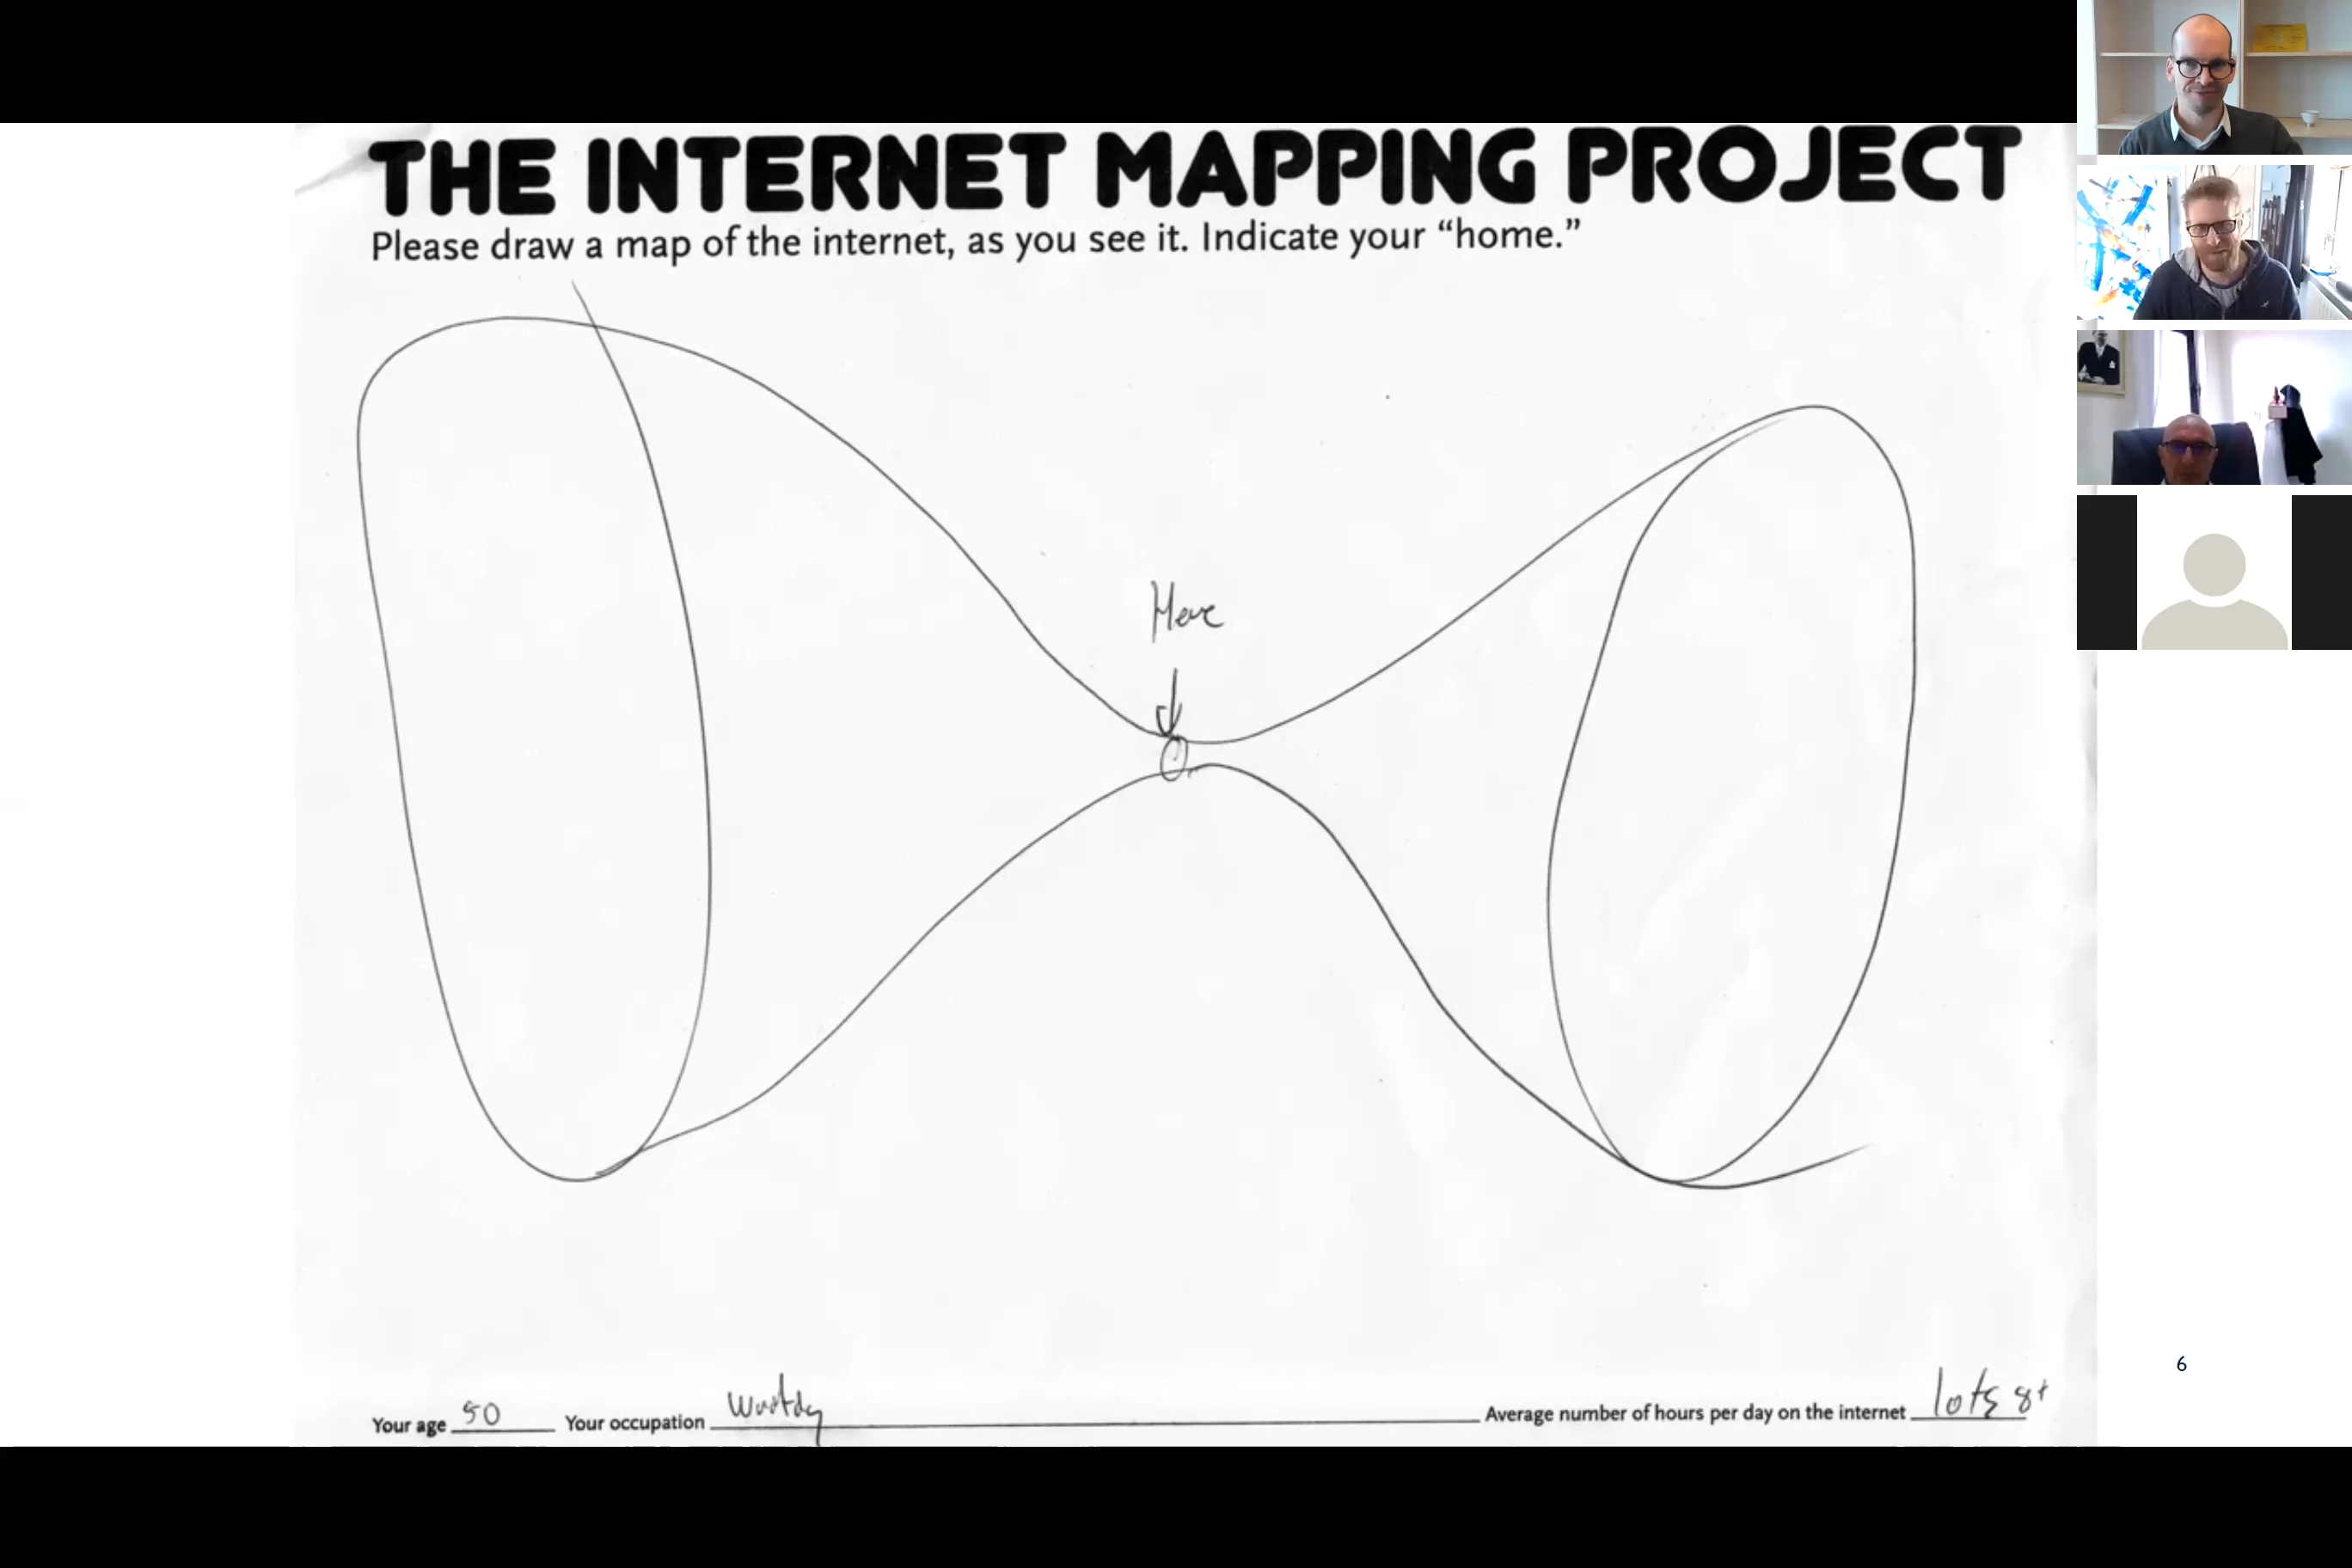 THE INTERNET MAPPING PROJECT
Please draw a map of the internet, as you see it. Indicate your “home.”
Here
Your age 50 Your occupation Average number of hours per day on the internet lots 8+
6